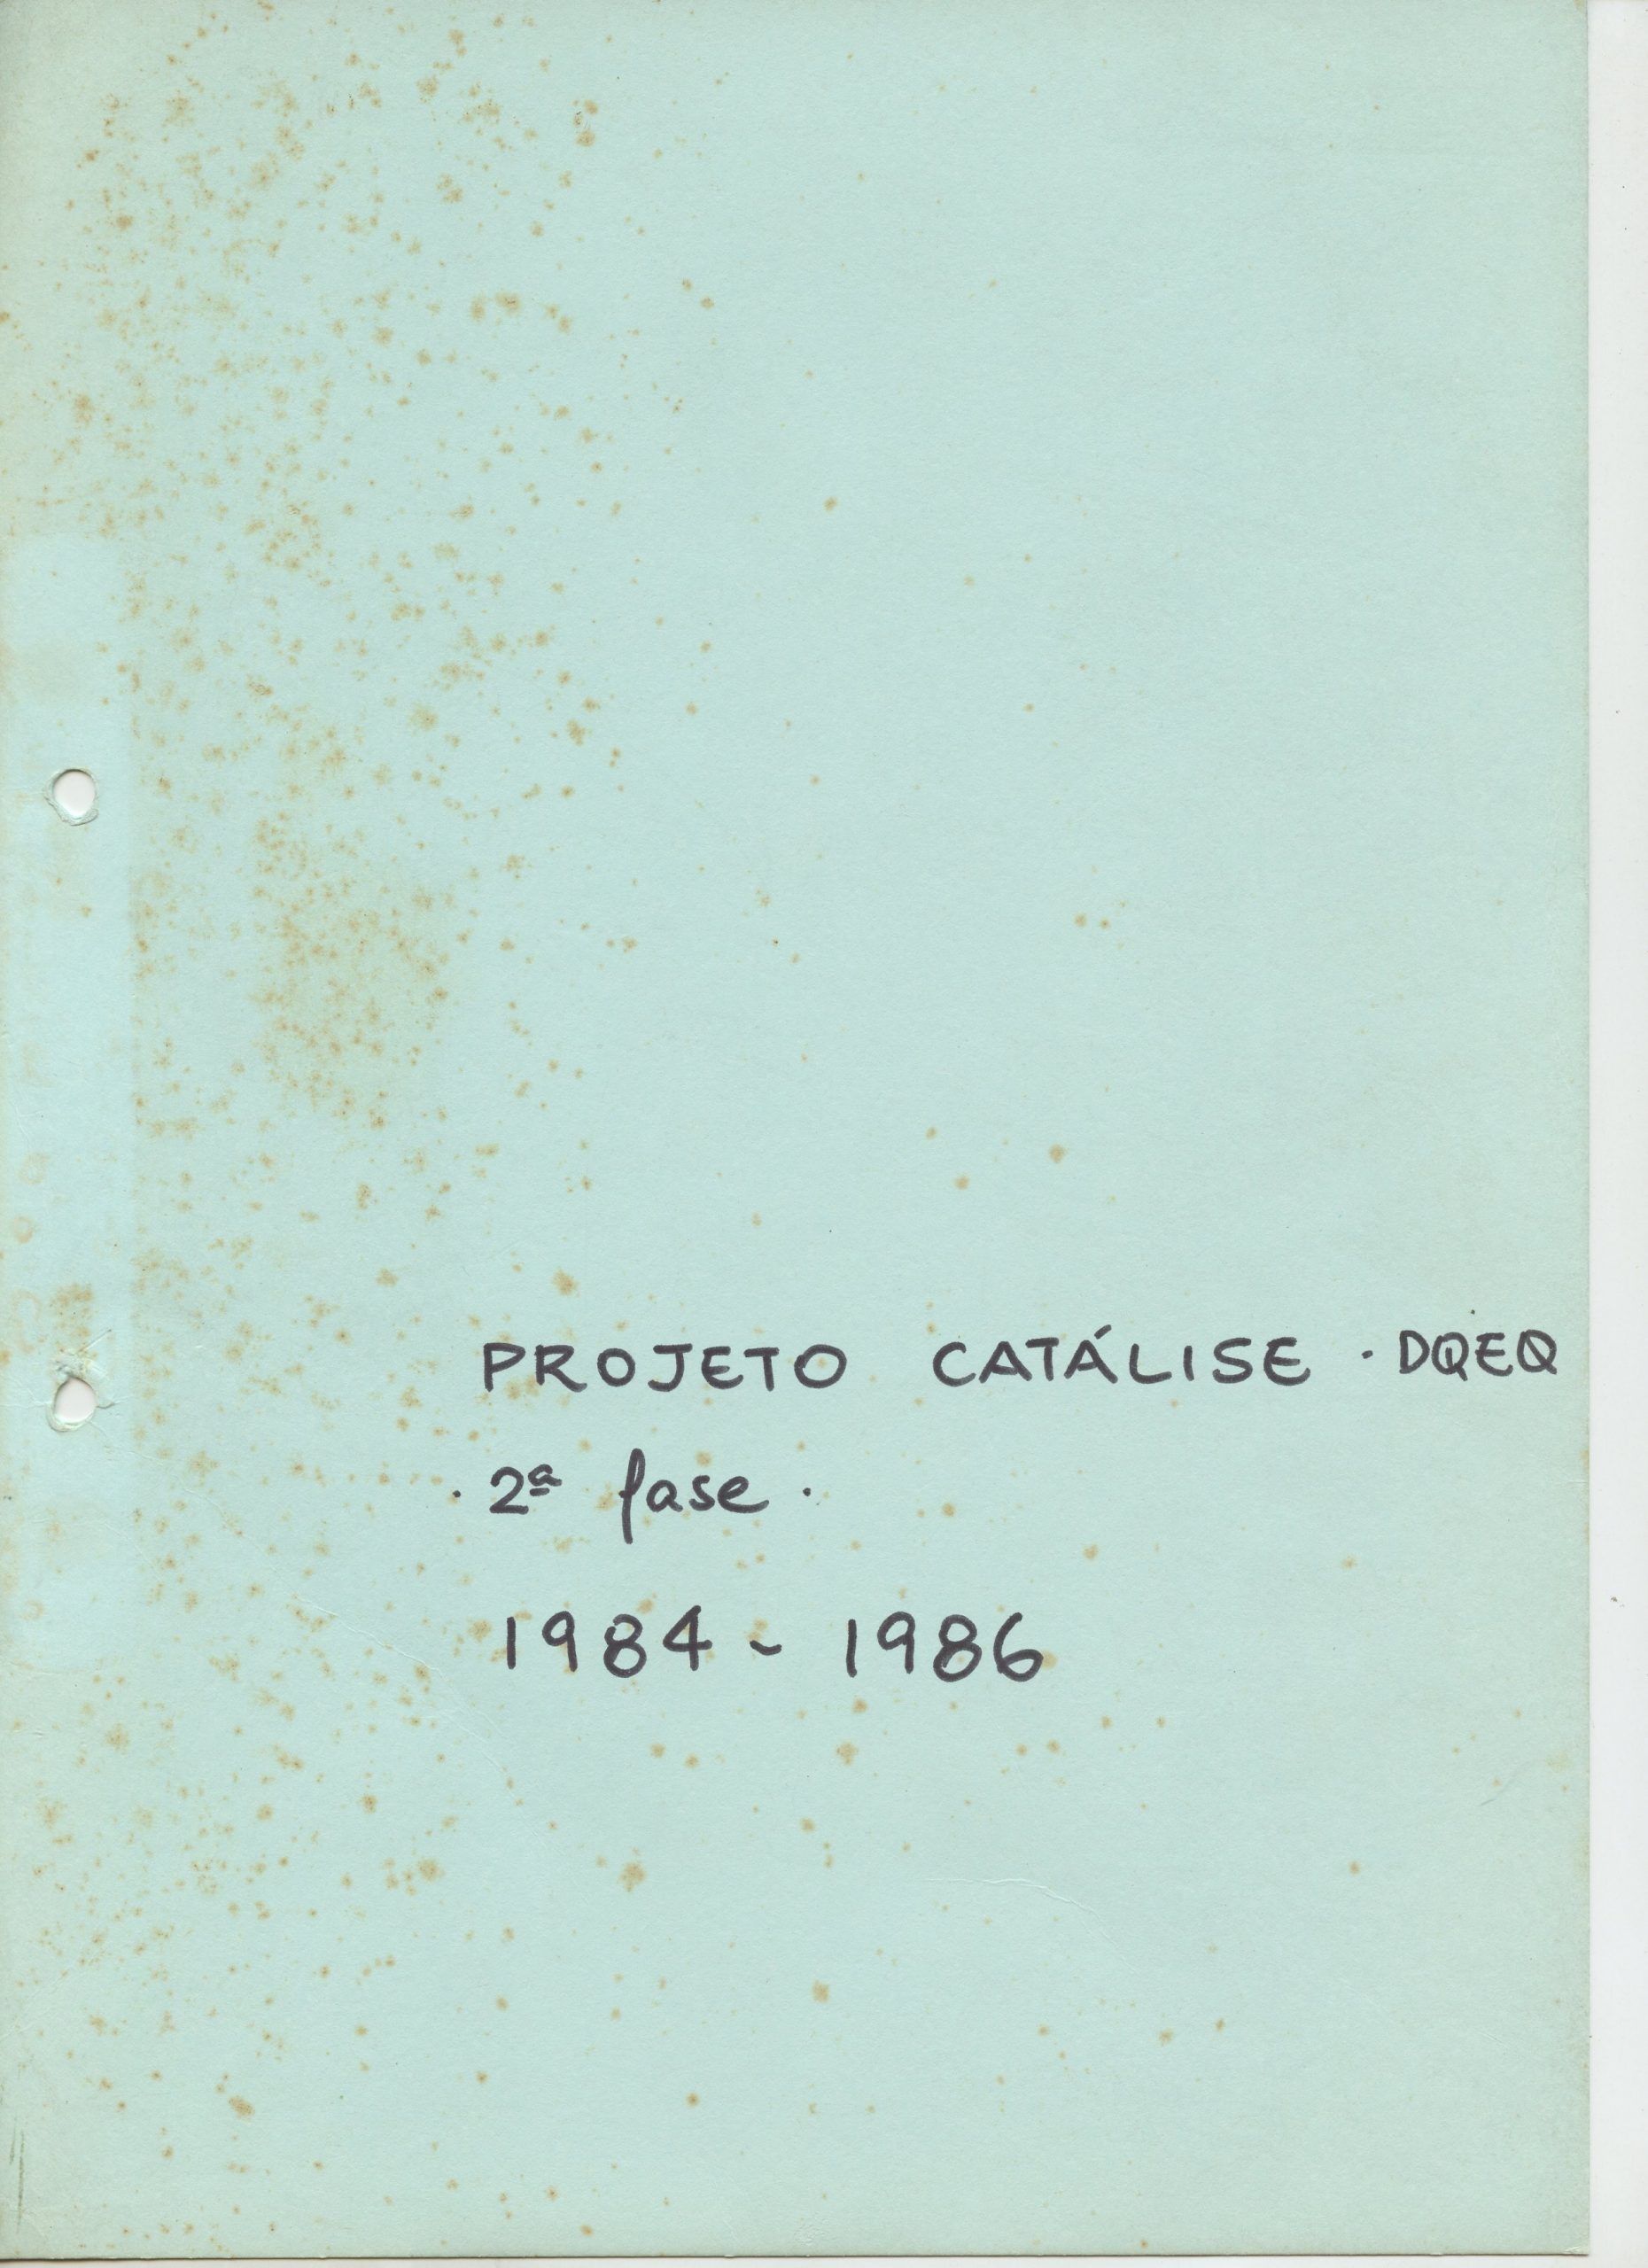 PROJETO CATÁLISE · DQEQ
· 2ª fase ·
1984 - 1986